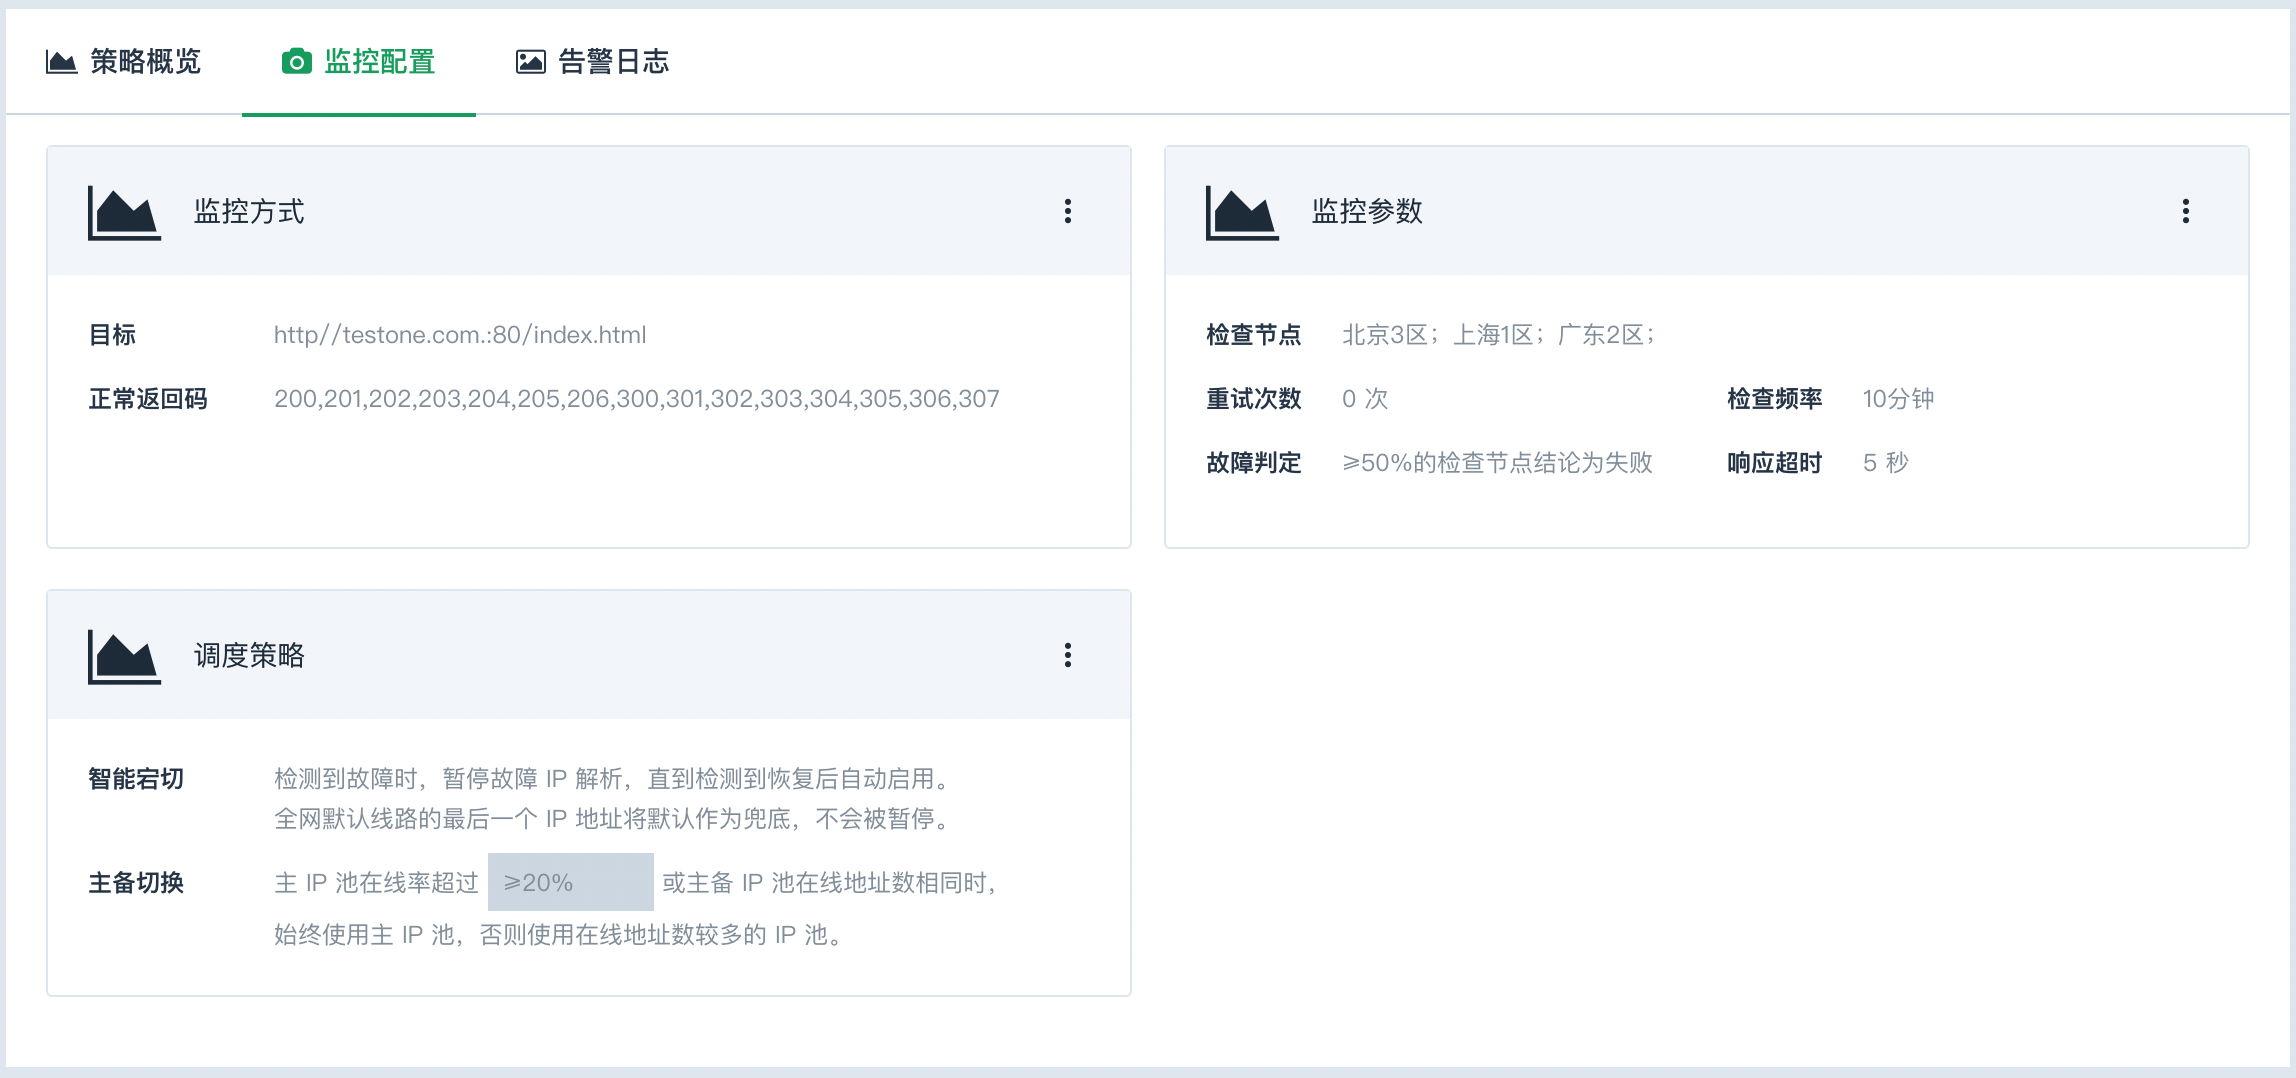 策略概览
监控配置
告警日志
监控方式
目标 http//testone.com.:80/index.html
正常返回码 200,201,202,203,204,205,206,300,301,302,303,304,305,306,307
监控参数
检查节点 北京3区；上海1区；广东2区；
重试次数 0 次 检查频率 10分钟
故障判定 ≥50%的检查节点结论为失败 响应超时 5 秒
调度策略
智能宕切 检测到故障时，暂停故障 IP 解析，直到检测到恢复后自动启用。
全网默认线路的最后一个 IP 地址将默认作为兜底，不会被暂停。
主备切换 主 IP 池在线率超过 ≥20% 或主备 IP 池在线地址数相同时，
始终使用主 IP 池，否则使用在线地址数较多的 IP 池。